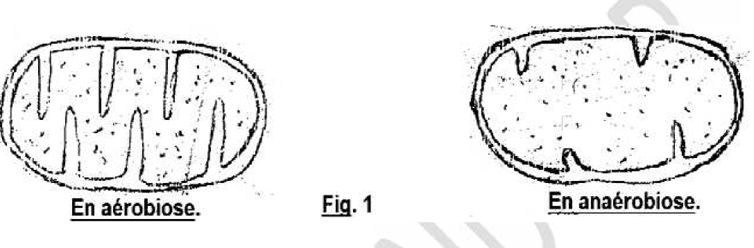 En aérobiose.
Fig. 1
En anaérobiose.